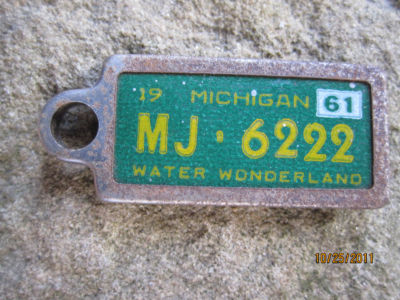 19 MICHIGAN 61
MJ·6222
WATER WONDERLAND
10/25/2011